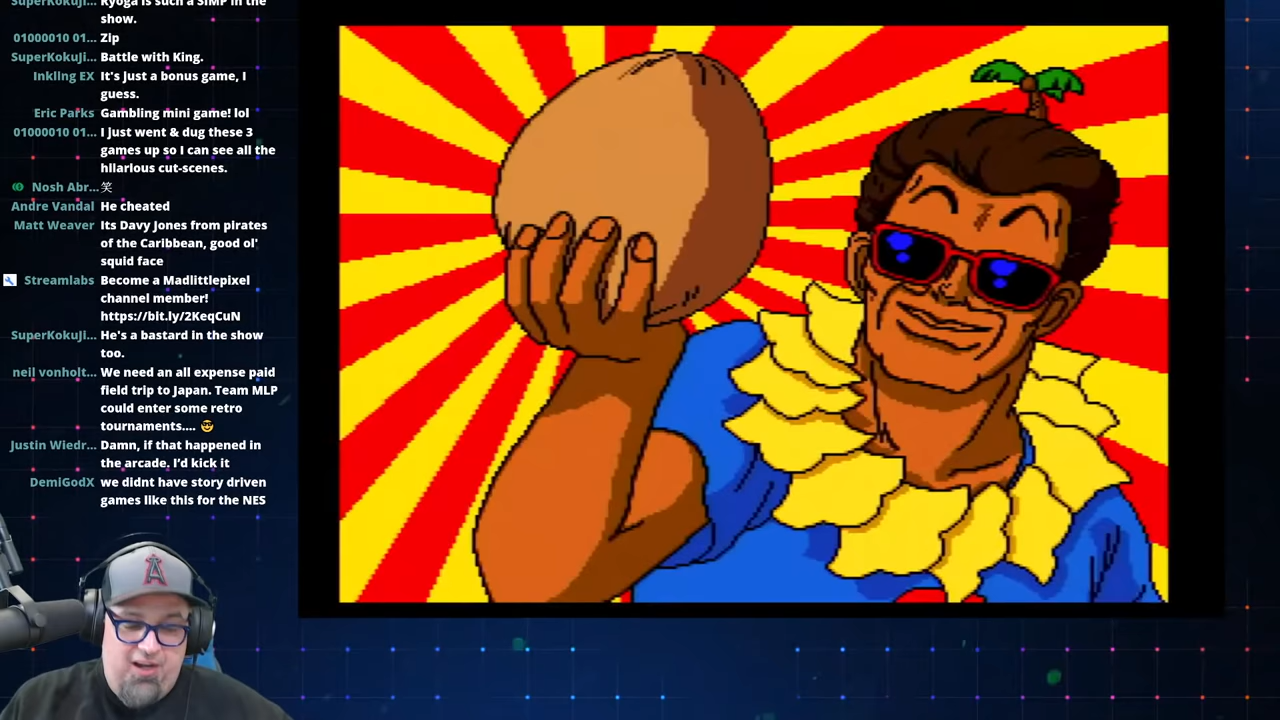 SuperKokuji... Ryoga is such a SIMP in the
show.
01000010 01... Zip
SuperKokuJi... Battle with King.
Inkling EX It's just a bonus game, I
guess.
Eric Parks Gambling mini game! lol
01000010 01... I just went & dug these 3
games up so I can see all the
hilarious cut-scenes.
Nosh Abr... 笑
Andre Vandal He cheated
Matt Weaver Its Davy Jones from pirates
of the Caribbean, good ol'
squid face
Streamlabs Become a Madlittlepixel
channel member!
https://bit.ly/2KeqCuN
SuperKokuJi... He's a bastard in the show
too.
neil vonholt... We need an all expense paid
field trip to Japan. Team MLP
could enter some retro
tournaments.... 😎
Justin Wiedr... Damn, if that happened in
the arcade. I'd kick it
DemiGodX we didnt have story driven
games like this for the NES
A